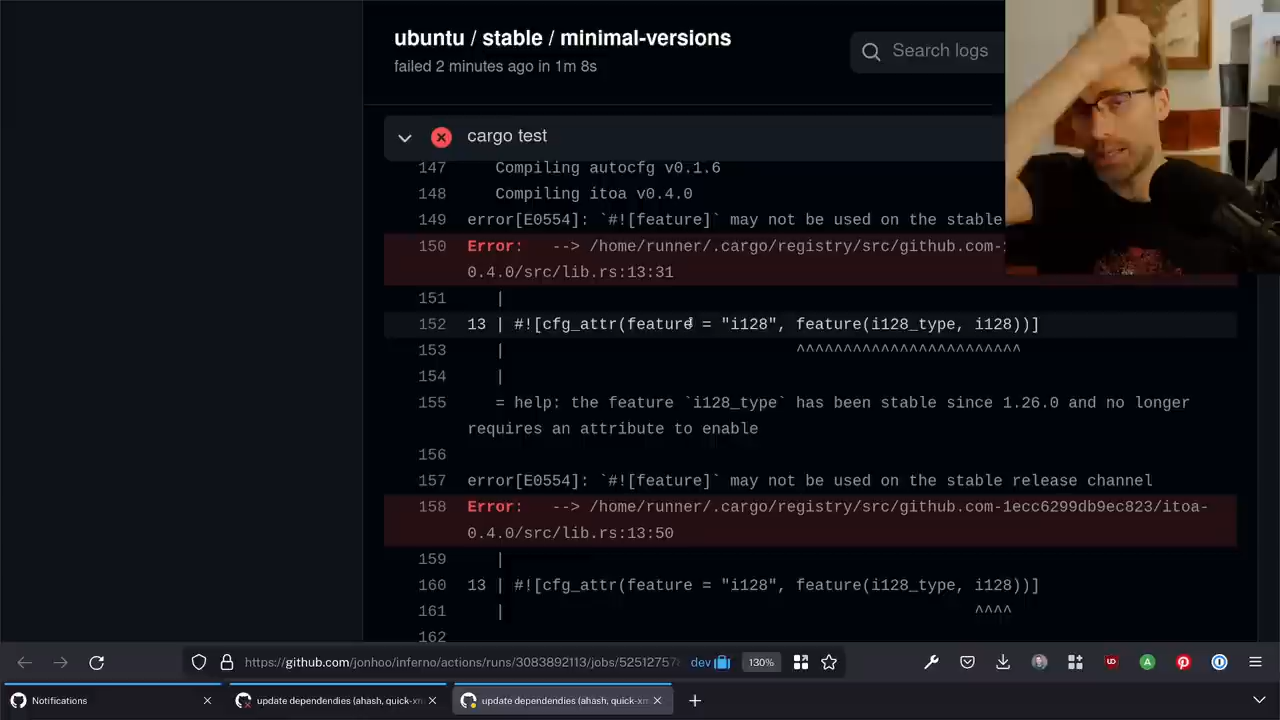 ubuntu / stable / minimal-versions
failed 2 minutes ago in 1m 8s
Search logs
cargo test
147 Compiling autocfg v0.1.6
148 Compiling itoa v0.4.0
149 error[E0554]: `#![feature]` may not be used on the stable
150 Error: --> /home/runner/.cargo/registry/src/github.com-
0.4.0/src/lib.rs:13:31
151 |
152 13 | #![cfg_attr(feature = "i128", feature(i128_type, i128))]
153 | ^^^^^^^^^^^^^^^^^^^^^^^^
154 |
155 = help: the feature `i128_type` has been stable since 1.26.0 and no longer
requires an attribute to enable
156
157 error[E0554]: `#![feature]` may not be used on the stable release channel
158 Error: --> /home/runner/.cargo/registry/src/github.com-1ecc6299db9ec823/itoa-
0.4.0/src/lib.rs:13:50
159 |
160 13 | #![cfg_attr(feature = "i128", feature(i128_type, i128))]
161 | ^^^^
162
https://github.com/jonhoo/inferno/actions/runs/3083892113/jobs/52512757 dev 130%
Notifications
update dependendies (ahash, quick-xm
update dependendies (ahash, quick-xm